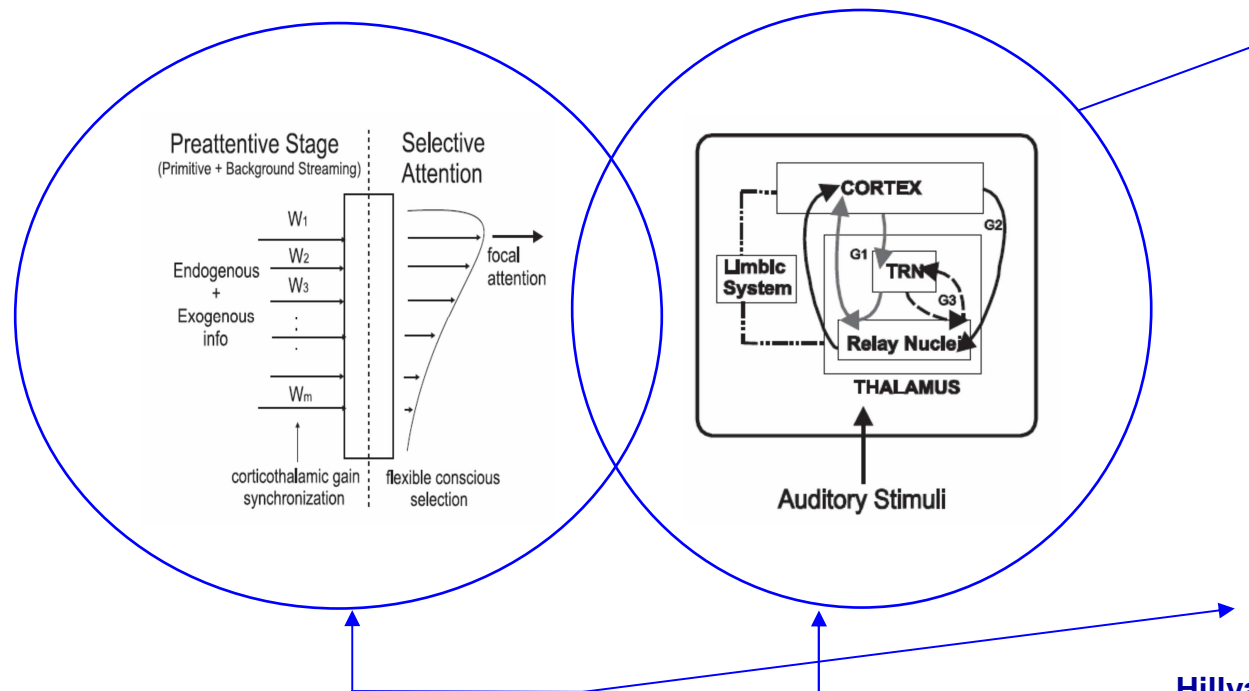 Preattentive Stage
(Primitive + Background Streaming)
Selective
Attention
W1
W2
W3
Wm
Endogenous
+
Exogenous
info
focal
attention
corticothalamic gain
synchronization
flexible conscious
selection
CORTEX
G2
G1
TRN
Limbic
System
G3
Relay Nuclei
THALAMUS
Auditory Stimuli